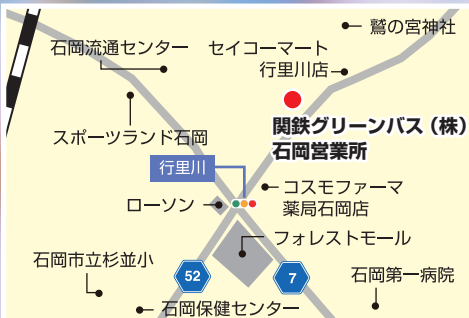 鷲の宮神社
石岡流通センター
セイコーマート
行里川店
関鉄グリーンバス（株）
石岡営業所
スポーツランド石岡
行里川
コスモファーマ
薬局石岡店
ローソン
フォレストモール
石岡市立杉並小
52
7
石岡第一病院
石岡保健センター